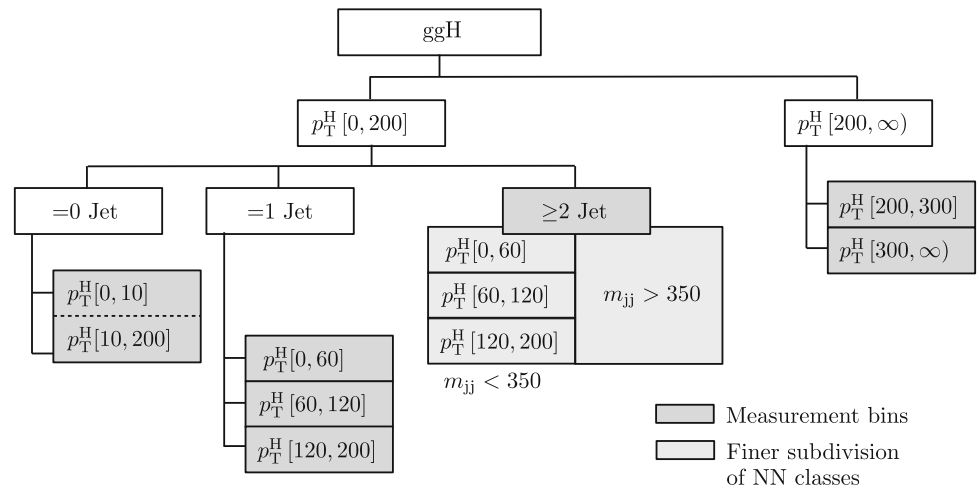 ggH
p_T^H [0, 200]
p_T^H [200, ∞)
=0 Jet
=1 Jet
≥2 Jet
p_T^H [200, 300]
p_T^H [300, ∞)
p_T^H[0, 60]
p_T^H [60, 120]
p_T^H [120, 200]
m_jj > 350
m_jj < 350
p_T^H[0, 10]
p_T^H[10, 200]
p_T^H[0, 60]
p_T^H [60, 120]
p_T^H [120, 200]
Measurement bins
Finer subdivision
of NN classes